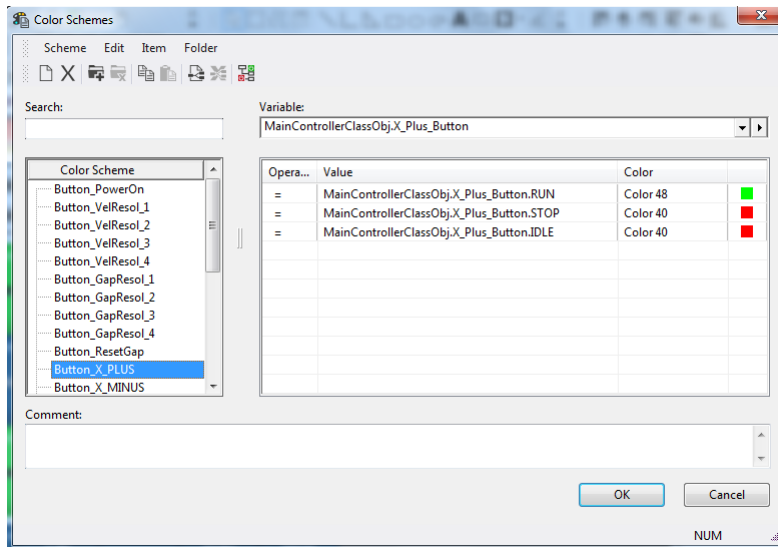 Color Schemes
Scheme Edit Item Folder
Search:
Variable:
MainControllerClassObj.X_Plus_Button
Color Scheme
Button_PowerOn
Button_VelResol_1
Button_VelResol_2
Button_VelResol_3
Button_VelResol_4
Button_GapResol_1
Button_GapResol_2
Button_GapResol_3
Button_GapResol_4
Button_ResetGap
Button_X_PLUS
Button_X_MINUS
Opera... Value Color
= MainControllerClassObj.X_Plus_Button.RUN Color 48
= MainControllerClassObj.X_Plus_Button.STOP Color 40
= MainControllerClassObj.X_Plus_Button.IDLE Color 40
Comment:
OK Cancel
NUM